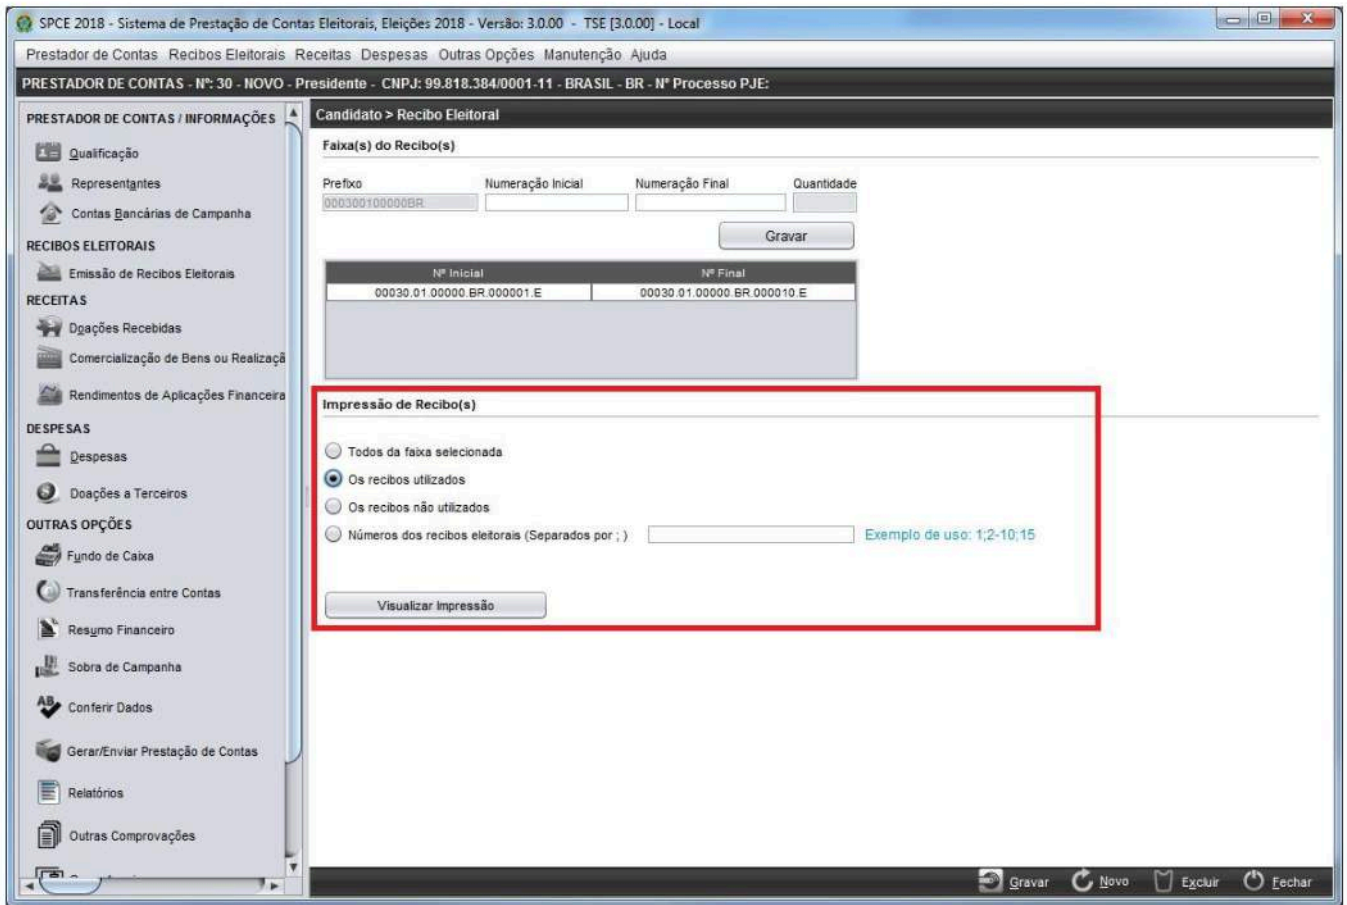 SPCE 2018 - Sistema de Prestação de Contas Eleitorais, Eleições 2018 - Versão: 3.0.00 - TSE [3.0.00] - Local
Prestador de Contas Recibos Eleitorais Receitas Despesas Outras Opções Manutenção Ajuda
PRESTADOR DE CONTAS - Nº: 30 - NOVO - Presidente - CNPJ: 99.818.384/0001-11 - BRASIL - BR - Nº Processo PJE:
PRESTADOR DE CONTAS / INFORMAÇÕES
Qualificação
Representantes
Contas Bancárias de Campanha
RECIBOS ELEITORAIS
Emissão de Recibos Eleitorais
RECEITAS
Doações Recebidas
Comercialização de Bens ou Realizaçã
Rendimentos de Aplicações Financeira
DESPESAS
Despesas
Doações a Terceiros
OUTRAS OPÇÕES
Fundo de Caixa
Transferência entre Contas
Resumo Financeiro
Sobra de Campanha
Conferir Dados
Gerar/Enviar Prestação de Contas
Relatórios
Outras Comprovações
Candidato > Recibo Eleitoral
Faixa(s) do Recibo(s)
Prefixo Numeração Inicial Numeração Final Quantidade
000300100000BR
Gravar
Nº Inicial Nº Final
00030.01.00000.BR.000001.E 00030.01.00000.BR.000010.E
Impressão de Recibo(s)
Todos da faixa selecionada
Os recibos utilizados
Os recibos não utilizados
Números dos recibos eleitorais (Separados por ; ) Exemplo de uso: 1;2-10;15
Visualizar Impressão
Gravar Novo Excluir Fechar